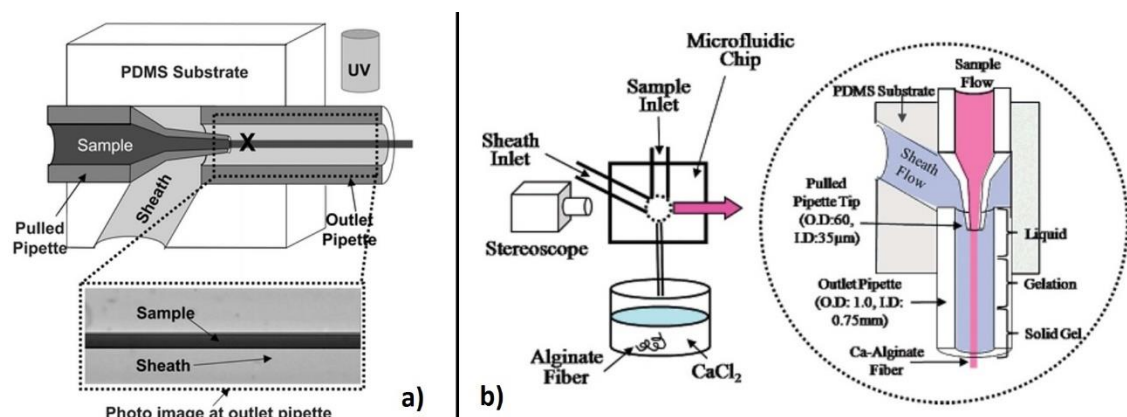 PDMS Substrate
UV
Sample
X
Sheath
Pulled
Pipette
Outlet
Pipette
Sample
Sheath
Photo image at outlet pipette
a)
Microfluidic
Chip
Sample
Inlet
Sheath
Inlet
Stereoscope
Alginate
Fiber
CaCl₂
b)
Sample
Flow
PDMS Substrate
Sheath
Flow
Pulled
Pipette Tip
(O.D:60,
I.D:35µm)
Liquid
Gelation
Outlet Pipette
(O.D: 1.0, I.D:
0.75mm)
Solid Gel
Ca-Alginate
Fiber